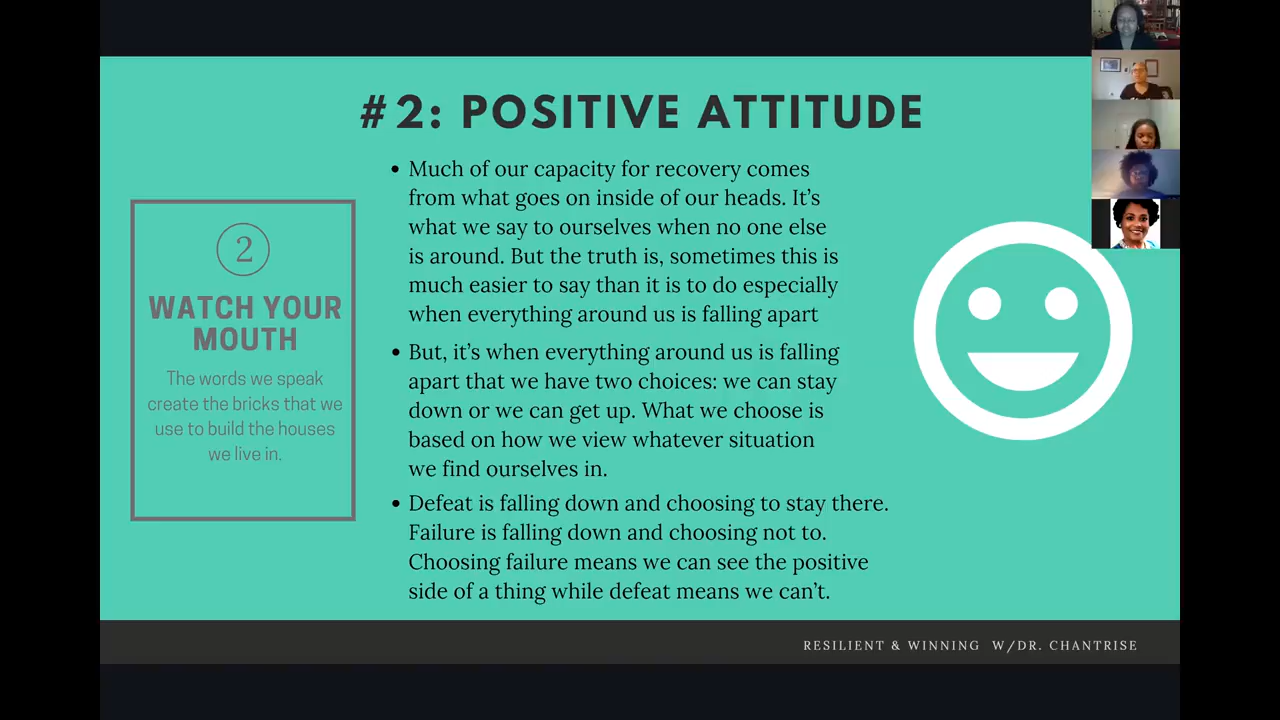 #2: POSITIVE ATTITUDE
2
WATCH YOUR
MOUTH
The words we speak
create the bricks that we
use to build the houses
we live in.
• Much of our capacity for recovery comes
from what goes on inside of our heads. It's
what we say to ourselves when no one else
is around. But the truth is, sometimes this is
much easier to say than it is to do especially
when everything around us is falling apart
• But, it's when everything around us is falling
apart that we have two choices: we can stay
down or we can get up. What we choose is
based on how we view whatever situation
we find ourselves in.
• Defeat is falling down and choosing to stay there.
Failure is falling down and choosing not to.
Choosing failure means we can see the positive
side of a thing while defeat means we can't.
RESILIENT & WINNING W/DR. CHANTRISE